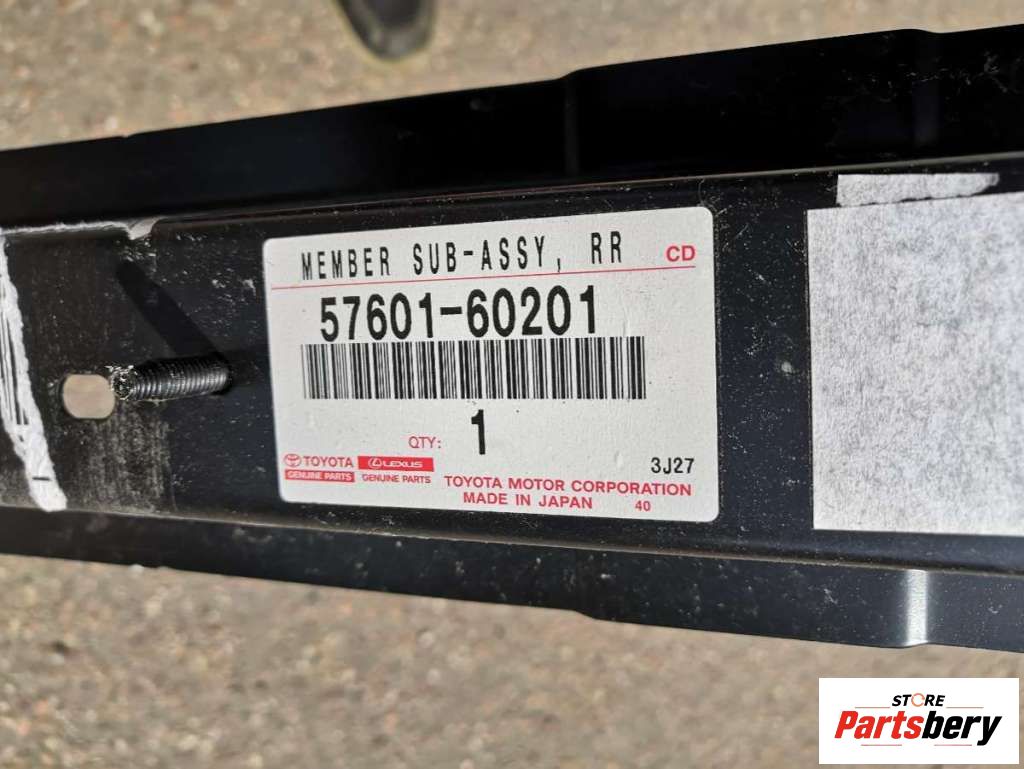 MEMBER SUB-ASSY, RR CD
57601-60201
QTY: 1
TOYOTA LEXUS 3J27
GENUINE PARTS GENUINE PARTS TOYOTA MOTOR CORPORATION
MADE IN JAPAN 40
STORE
Partsbery